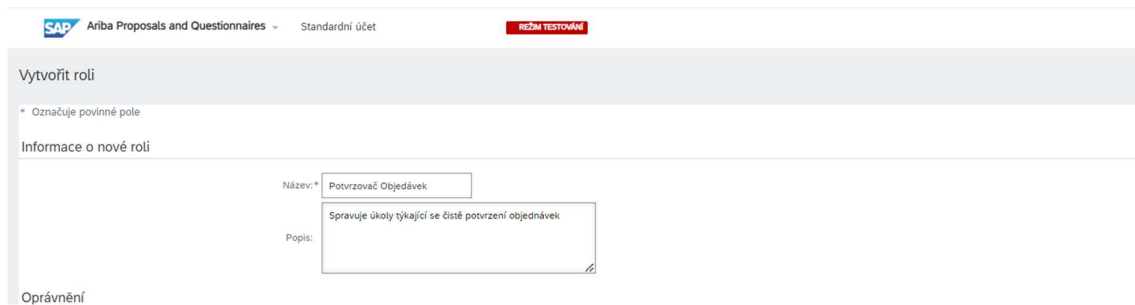 SAP Ariba Proposals and Questionnaires Standardní účet REŽIM TESTOVÁNÍ
Vytvořit roli
* Označuje povinné pole
Informace o nové roli
Název:* Potvrzovač Objedávek
Popis: Spravuje úkoly týkající se čistě potvrzení objednávek
Oprávnění